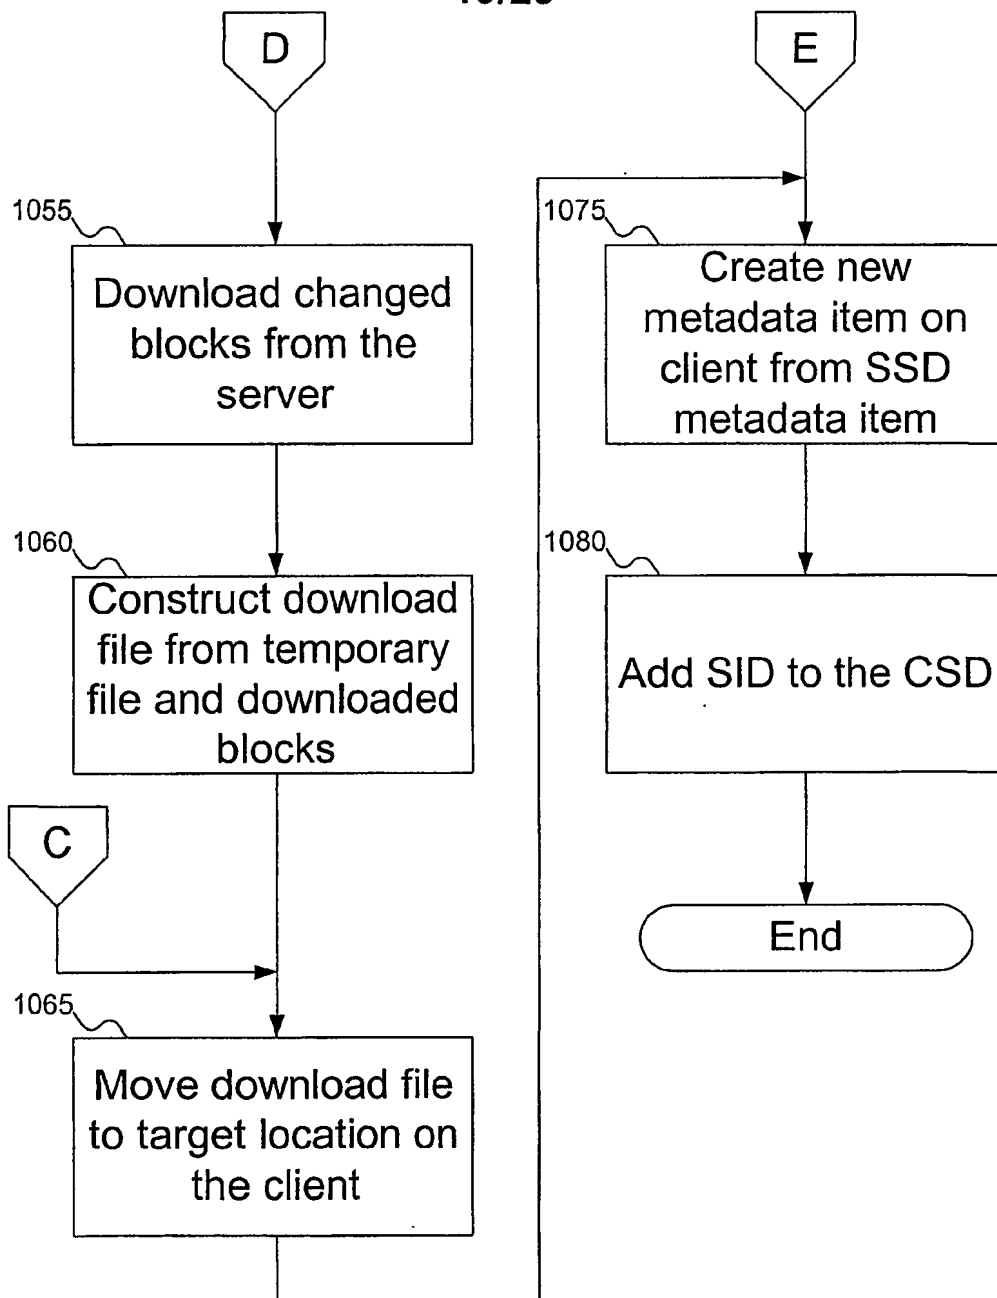 D
1055
Download changed
blocks from the
server
1060
Construct download
file from temporary
file and downloaded
blocks
C
1065
Move download file
to target location on
the client
E
1075
Create new
metadata item on
client from SSD
metadata item
1080
Add SID to the CSD
End